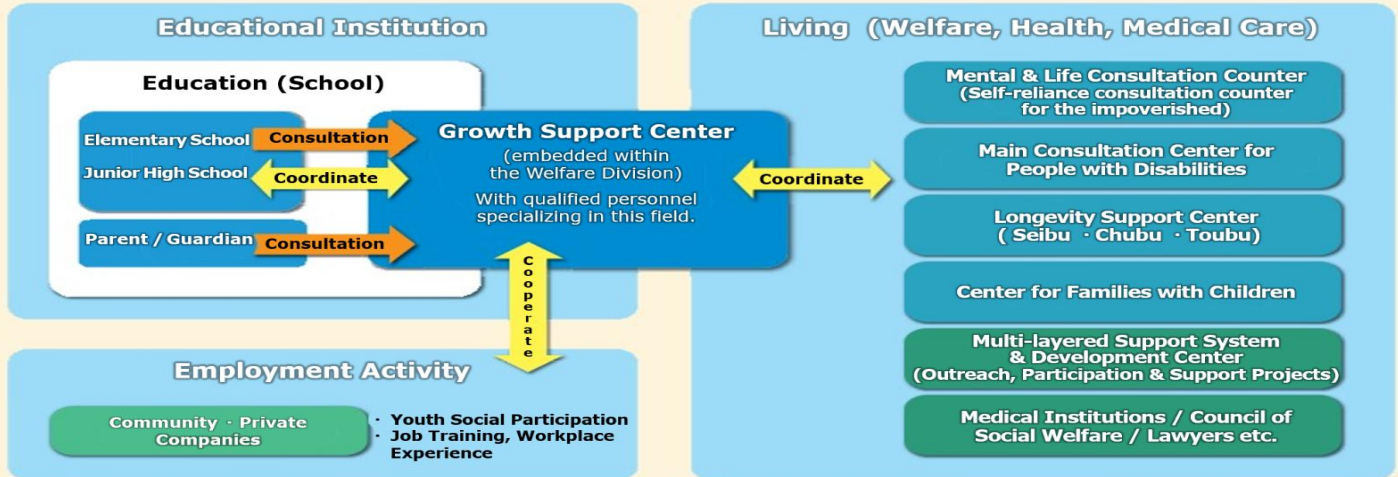 Educational Institution
Education (School)
Elementary School
Consultation
Junior High School
Coordinate
Parent / Guardian
Consultation
Growth Support Center
(embedded within
the Welfare Division)
With qualified personnel
specializing in this field.
Coordinate
Cooperate
Employment Activity
Community · Private
Companies
· Youth Social Participation
· Job Training, Workplace
Experience
Living (Welfare, Health, Medical Care)
Mental & Life Consultation Counter
(Self-reliance consultation counter
for the impoverished)
Main Consultation Center for
People with Disabilities
Longevity Support Center
( Seibu · Chubu · Toubu)
Center for Families with Children
Multi-layered Support System
& Development Center
(Outreach, Participation & Support Projects)
Medical Institutions / Council of
Social Welfare / Lawyers etc.